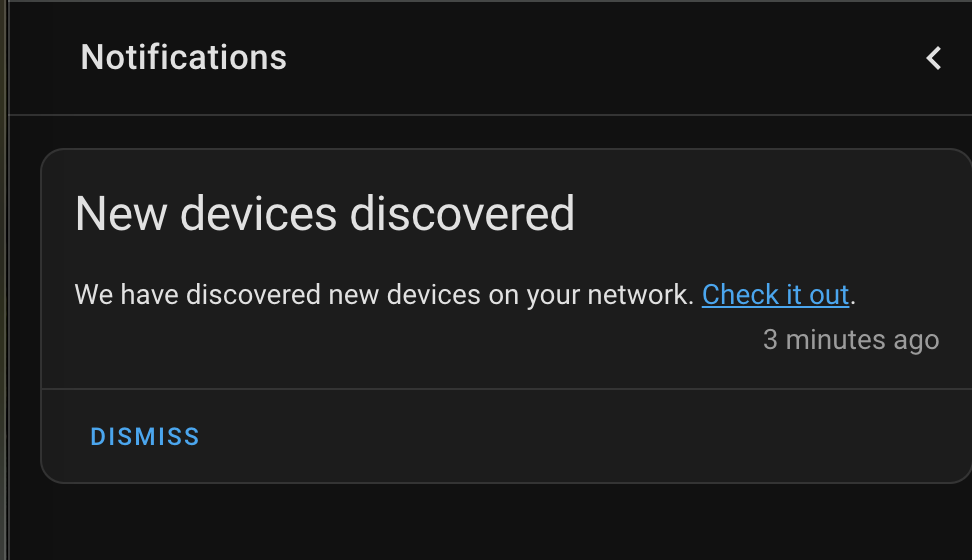 Notifications
New devices discovered
We have discovered new devices on your network. Check it out.
3 minutes ago
DISMISS